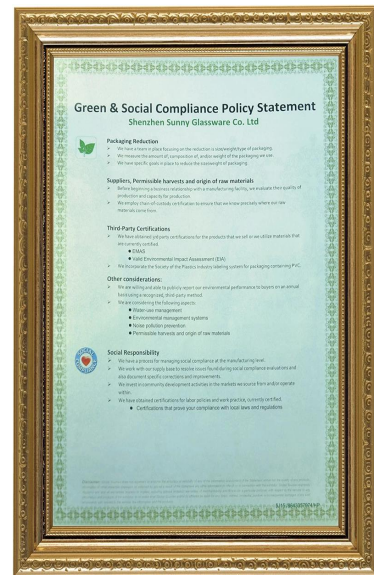 Green & Social Compliance Policy Statement
Shenzhen Sunny Glassware Co. Ltd
Packaging Reduction
➤ We have a team in place focusing on the reduction in use/weight/type of packaging.
➤ We measure the amount of, composition of, and/or weight of the packaging we use.
➤ We have specific goals in place to reduce the use/weight of packaging.
Suppliers, Permissible harvests and origin of raw materials
➤ Before beginning a business relationship with a manufacturing facility, we evaluate their quality of
production and capacity for production.
➤ We employ chain-of-custody certification to ensure that we know precisely where our raw
materials come from.
Third-Party Certifications
➤ We have obtained 3rd party certifications for the products that we sell or we utilize materials that
are currently certified.
● EMAS
● Valid Environmental Impact Assessment (EIA)
➤ We incorporate the Society of the Plastics Industry labeling system for packaging containing PVC.
Other considerations:
➤ We are willing and able to publicly report our environmental performance to buyers on an annual
basis using a recognized, third-party method.
➤ We are considering the following aspects:
● Water-use management
● Environmental management systems
● Noise pollution prevention
● Permissible harvests and origin of raw materials
Social Responsibility
➤ We have a process for managing social compliance at the manufacturing level.
➤ We work with our supply base to resolve issues found during social compliance evaluations and
also document specific corrections and improvements.
➤ We invest in community development activities in the markets we source from and/or operate
within.
➤ We have obtained certifications for labor policies and work practice, currently certified.
● Certifications that prove your compliance with local laws and regulations